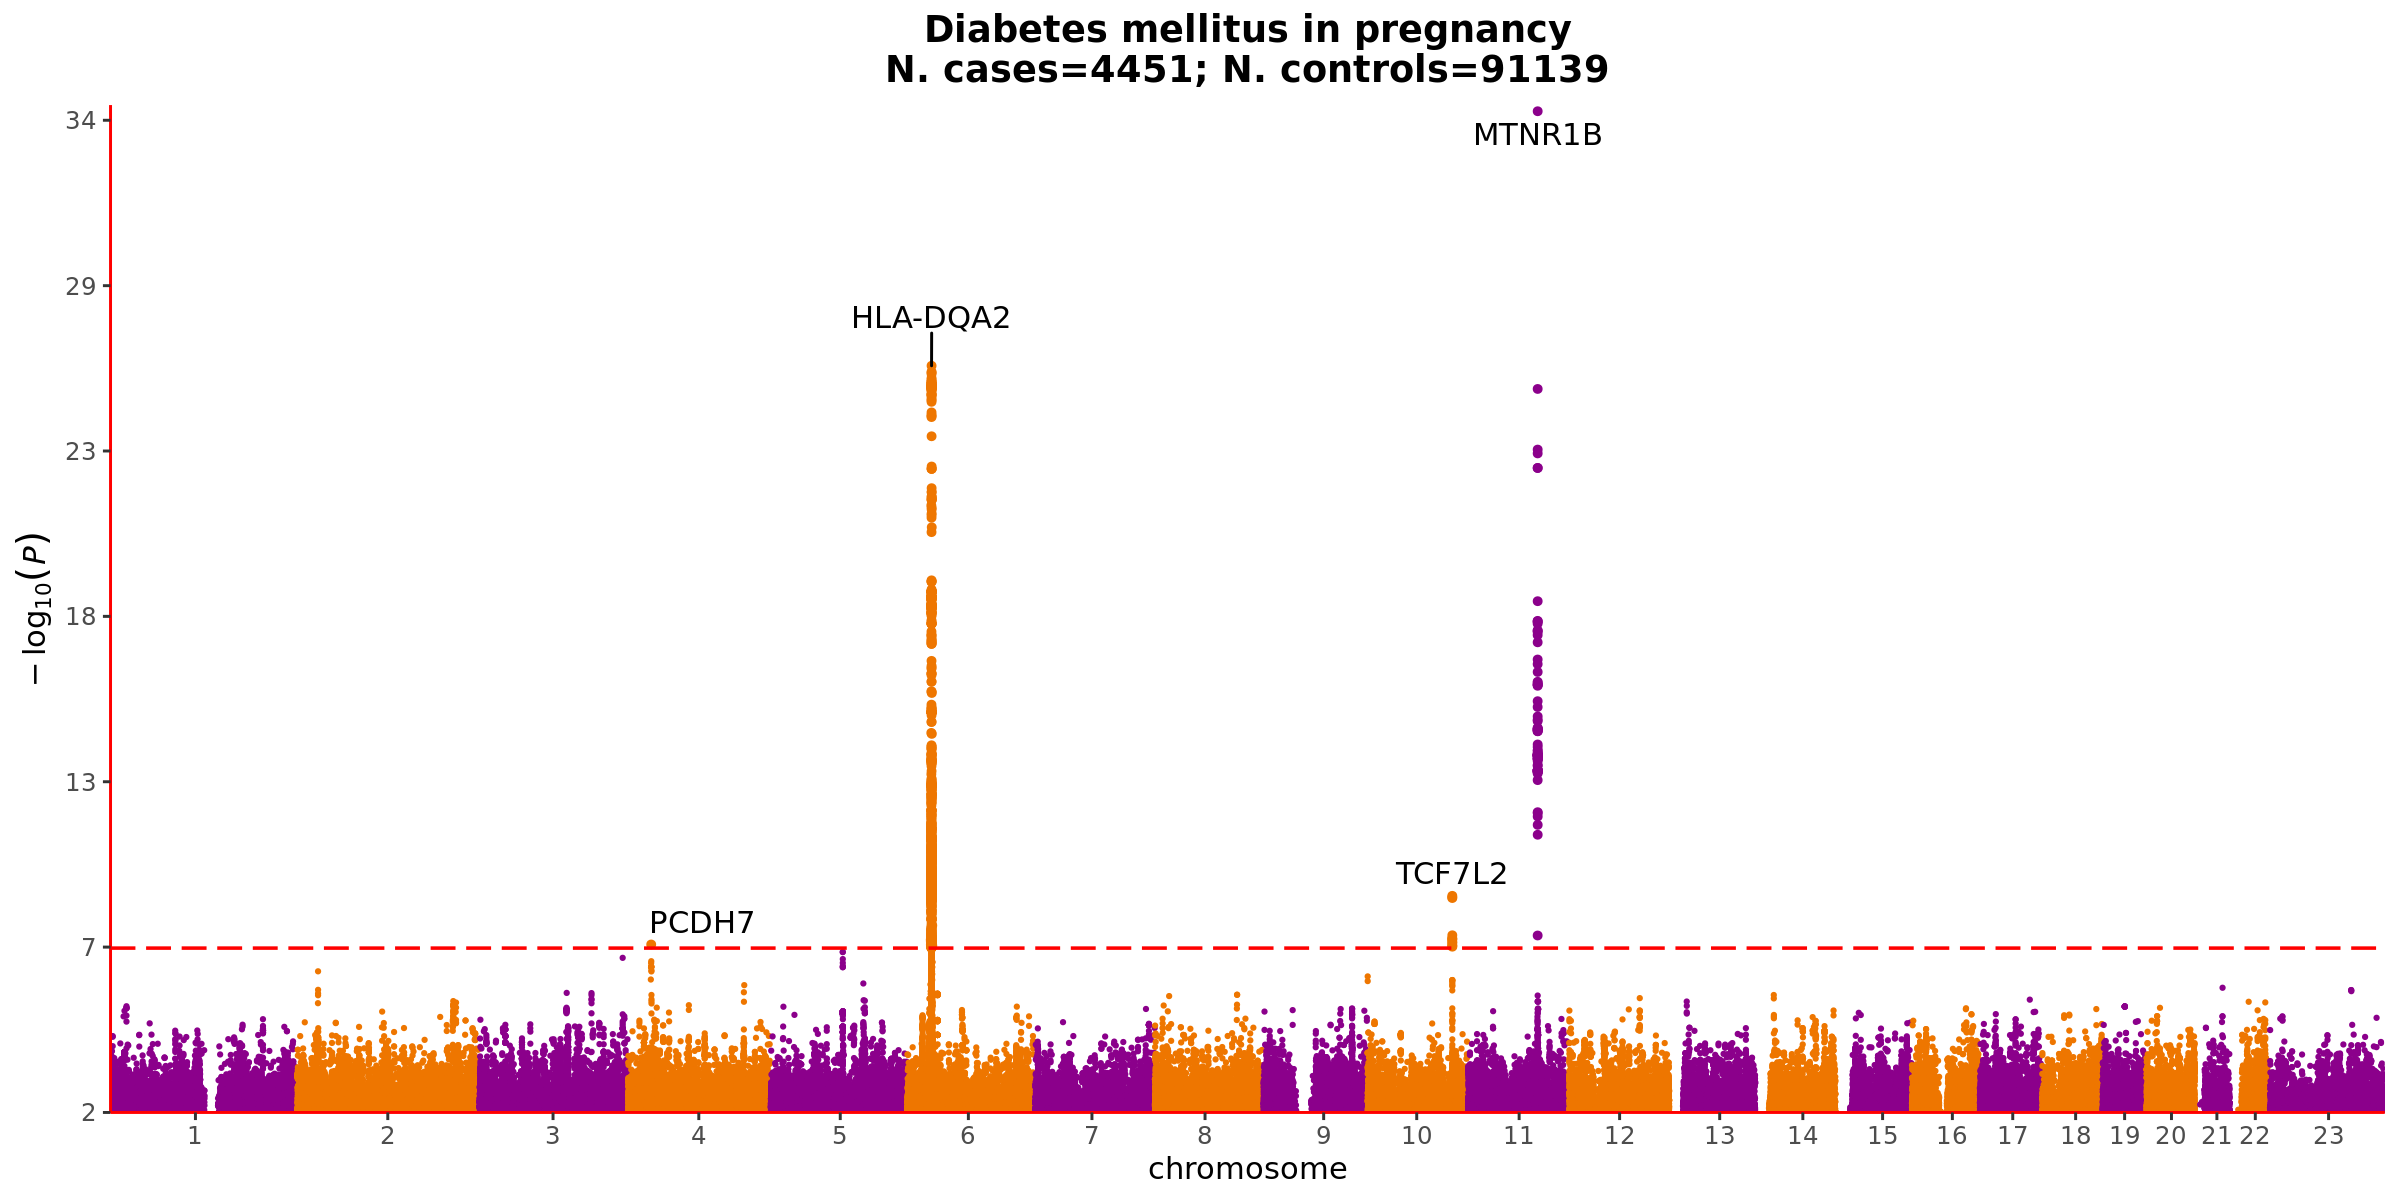 Diabetes mellitus in pregnancy
N. cases=4451; N. controls=91139
34
MTNR1B
29
HLA-DQA2
23
18
13
TCF7L2
PCDH7
7
2
−log₁₀(P)
1 2 3 4 5 6 7 8 9 10 11 12 13 14 15 16 17 18 19 20 21 22 23
chromosome